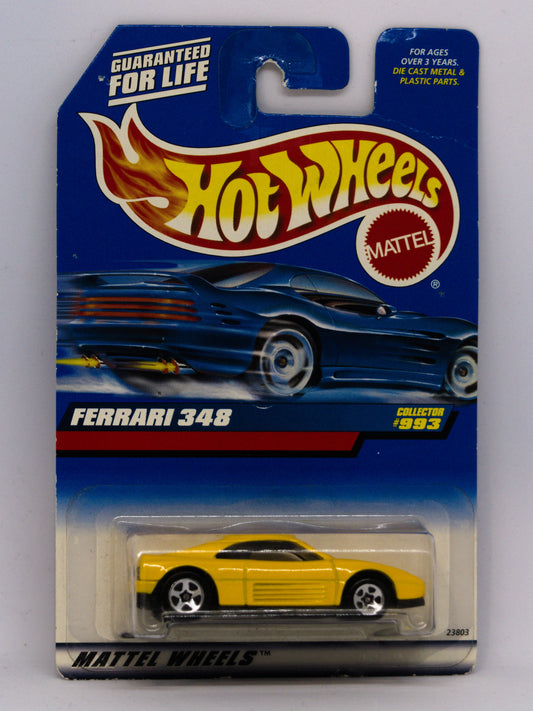 GUARANTEED
FOR LIFE
FOR AGES
OVER 3 YEARS.
DIE CAST METAL &
PLASTIC PARTS.
HOT WHEELS
MATTEL
®
FERRARI 348
COLLECTOR
#993
23803
MATTEL WHEELS™